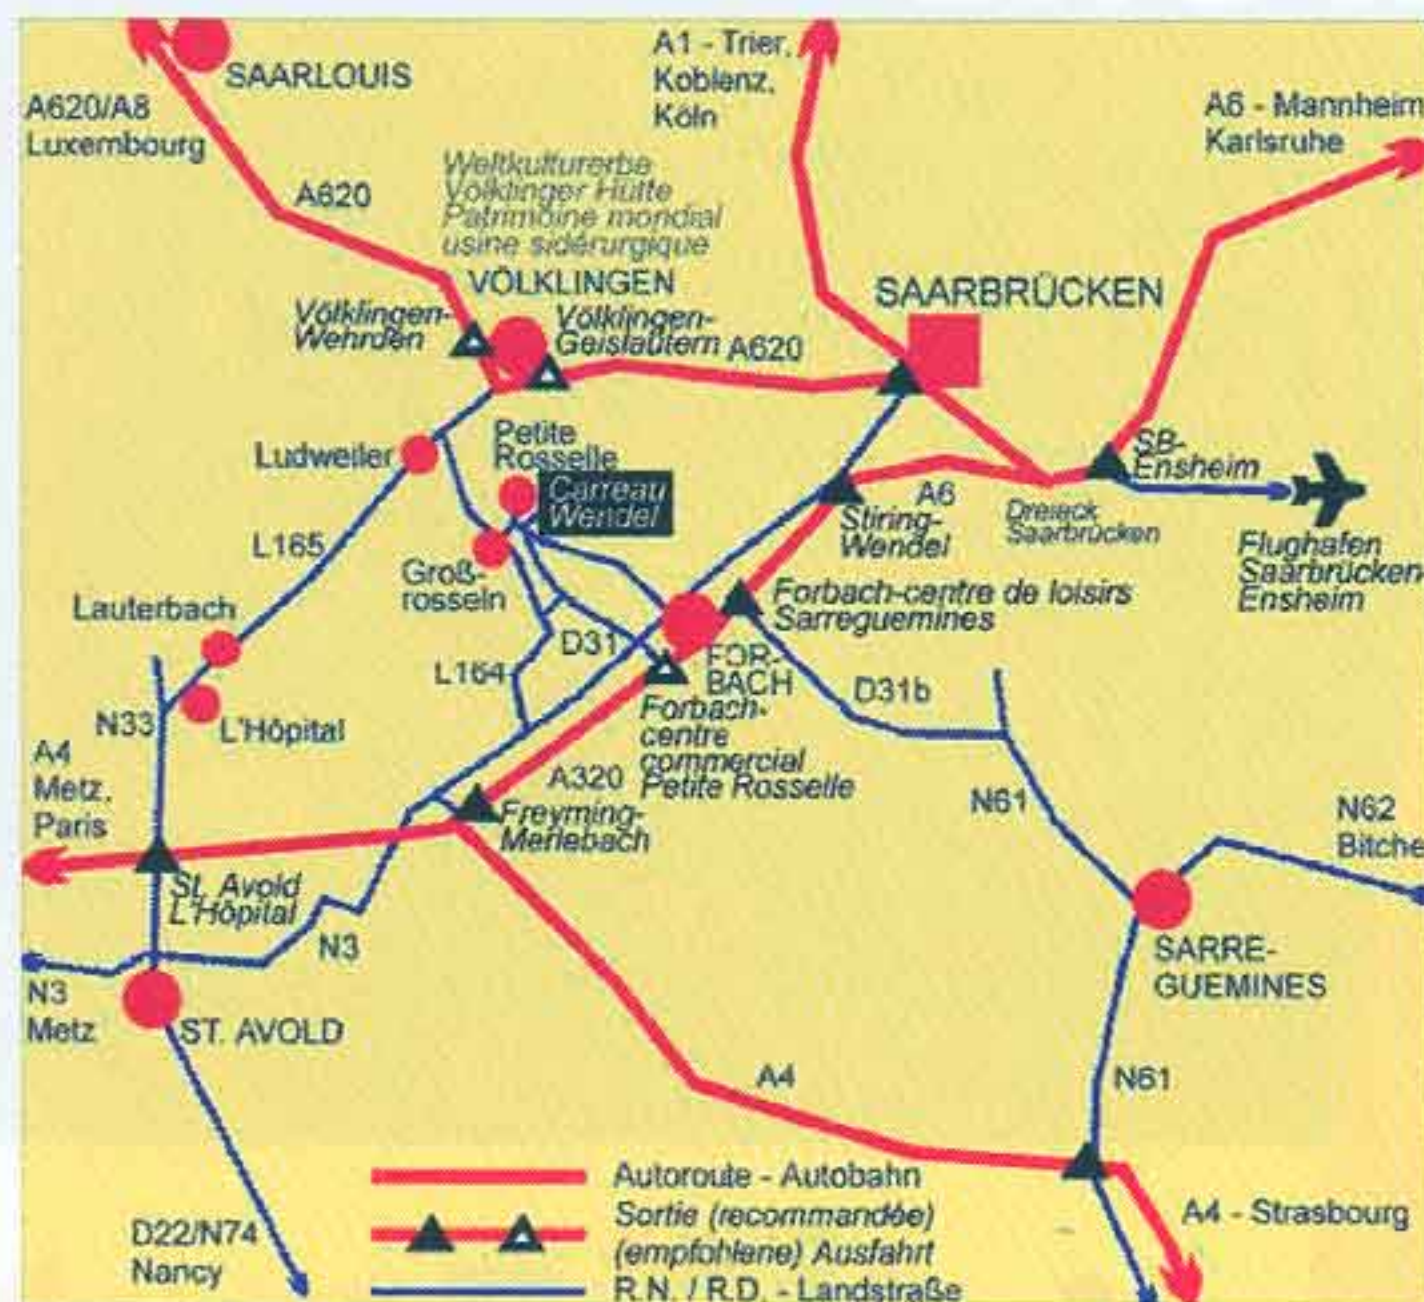 SAARLOUIS
A620/A8
Luxembourg
A620
A1 - Trier,
Koblenz,
Köln
A6 - Mannheim
Karlsruhe
Weltkulturerbe
Völklinger Hütte
Patrimoine mondial
usine sidérurgique
VÖLKLINGEN
Völklingen-
Wehrden
Völklingen-
Geislautern
A620
SAARBRÜCKEN
Ludweiler
Petite
Rosselle
Carreau
Wendel
SB-
Ensheim
A6
Dreieck
Saarbrücken
Stiring-
Wendel
Flughafen
Saarbrücken-
Ensheim
L165
Groß-
rosseln
Lauterbach
Forbach-centre de loisirs
Sarreguemines
D31
FOR-
BACH
L164
D31b
N33
L'Hôpital
Forbach-
centre
commercial
Petite Rosselle
A4
Metz,
Paris
A320
Freyming-
Merlebach
N61
N62
Bitche
St. Avold
L'Hôpital
N3
N3
Metz
ST. AVOLD
SARRE-
GUEMINES
A4
N61
D22/N74
Nancy
A4 - Strasbourg
Autoroute - Autobahn
Sortie (recommandée)
(empfohlene) Ausfahrt
R.N. / R.D. - Landstraße